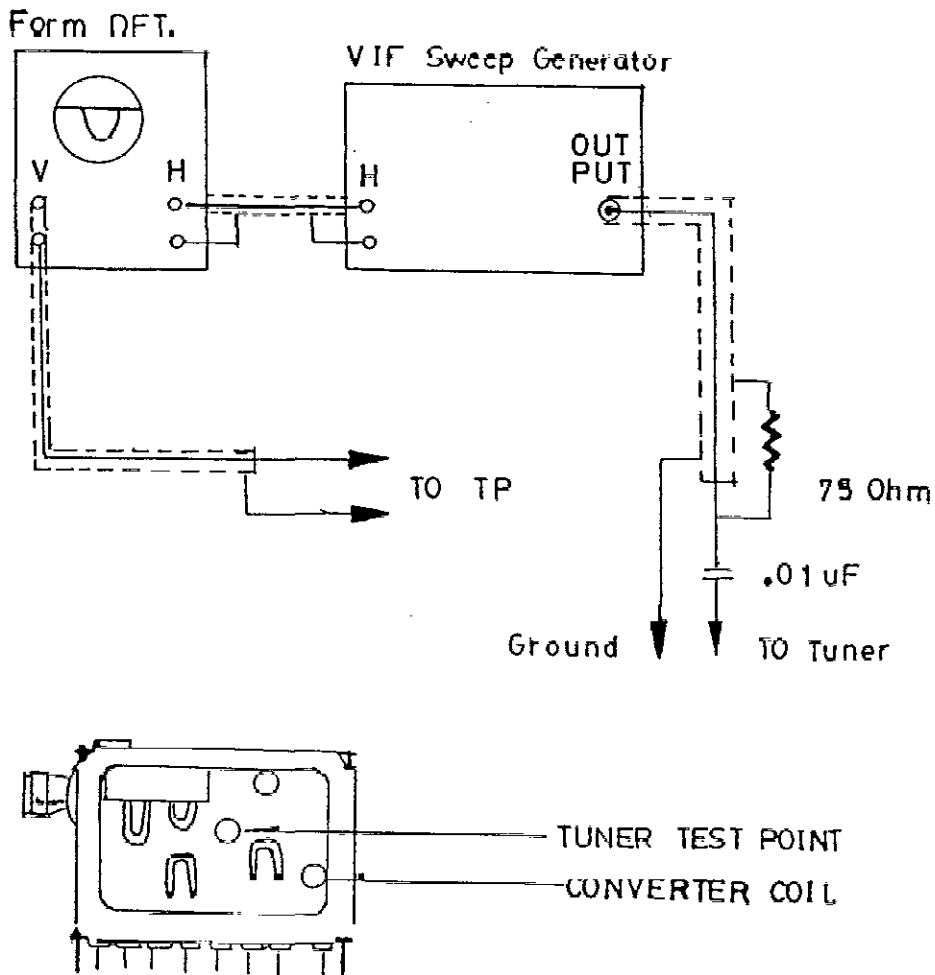 Form DFT.
VIF Sweep Generator
V
H
H
OUT
PUT
TO TP
75 Ohm
.01uF
Ground
TO Tuner
TUNER TEST POINT
CONVERTER COIL